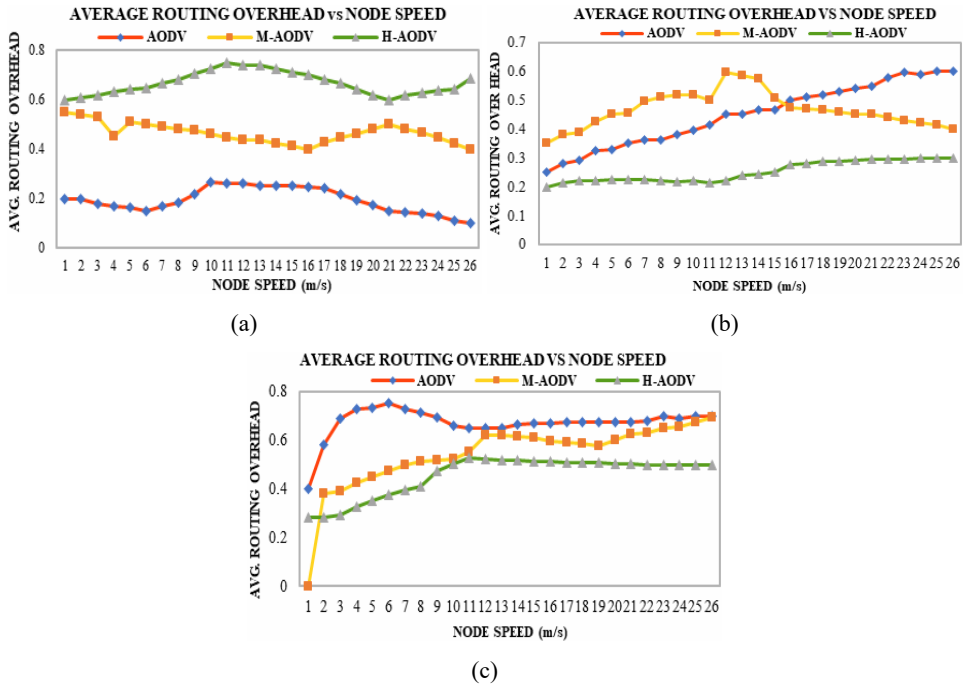 AVERAGE ROUTING OVERHEAD vs NODE SPEED
AODV M-AODV H-AODV
AVG. ROUTING OVERHEAD
0.8
0.6
0.4
0.2
0
1 2 3 4 5 6 7 8 9 10 11 12 13 14 15 16 17 18 19 20 21 22 23 24 25 26
NODE SPEED (m/s)
(a)
AVERAGE ROUTING OVERHEAD VS NODE SPEED
AODV M-AODV H-AODV
AVG. ROUTING OVER HEAD
0.7
0.6
0.5
0.4
0.3
0.2
0.1
0
1 2 3 4 5 6 7 8 9 10 11 12 13 14 15 16 17 18 19 20 21 22 23 24 25 26
NODE SPEED (m/s)
(b)
AVERAGE ROUTING OVERHEAD VS NODE SPEED
AODV M-AODV H-AODV
AVG. ROUTING OVERHEAD
0.8
0.6
0.4
0.2
0
1 2 3 4 5 6 7 8 9 10 11 12 13 14 15 16 17 18 19 20 21 22 23 24 25 26
NODE SPEED (m/s)
(c)